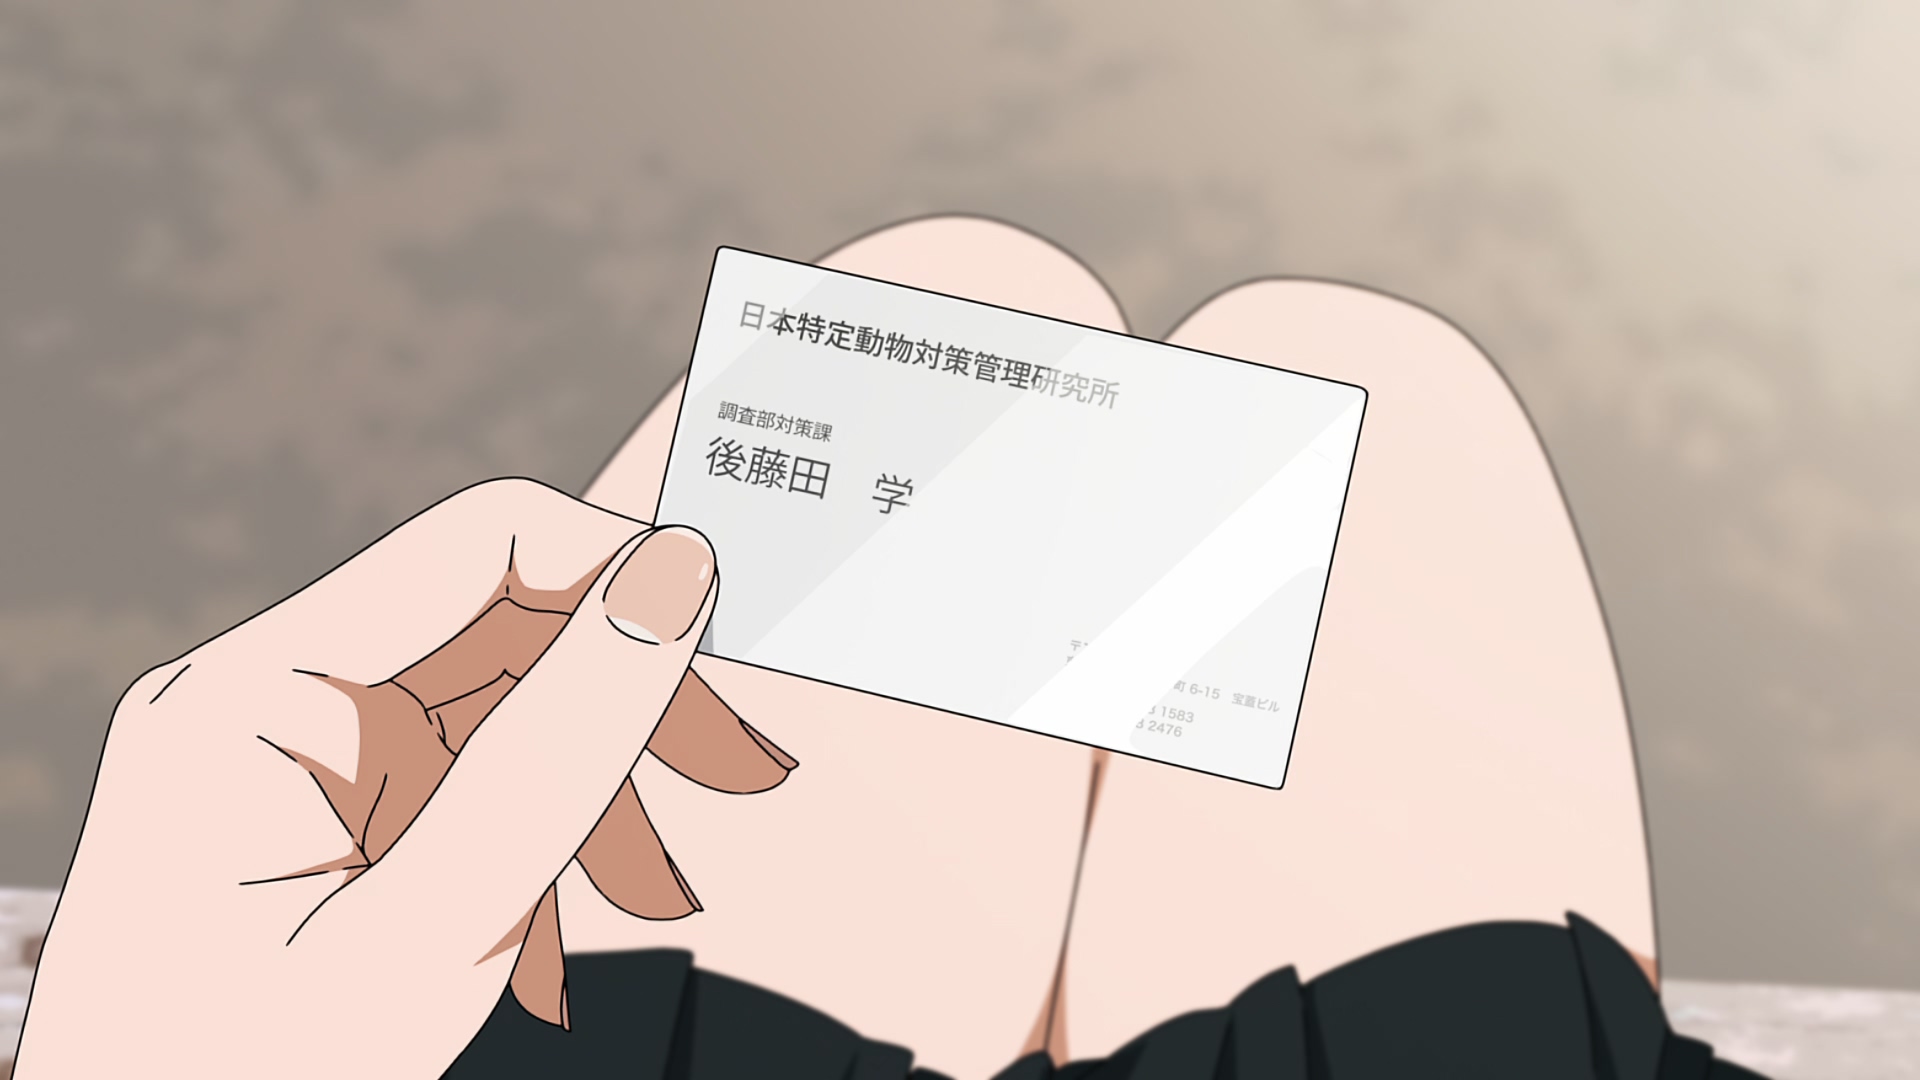 日本特定動物対策管理研究所
調査部対策課
後藤田　学
〒
町 6-15　宝蓋ビル
3 1583
3 2476